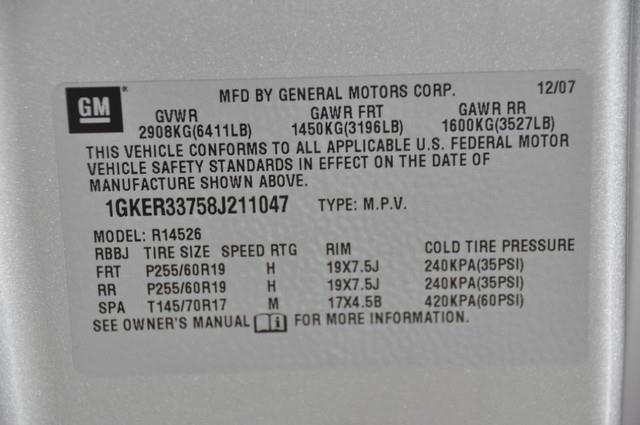 GM® MFD BY GENERAL MOTORS CORP. 12/07
GVWR GAWR FRT GAWR RR
2908KG(6411LB) 1450KG(3196LB) 1600KG(3527LB)
THIS VEHICLE CONFORMS TO ALL APPLICABLE U.S. FEDERAL MOTOR
VEHICLE SAFETY STANDARDS IN EFFECT ON THE DATE OF
MANUFACTURE SHOWN ABOVE.
1GKER33758J211047 TYPE: M.P.V.
MODEL: R14526
RBBJ TIRE SIZE SPEED RTG RIM COLD TIRE PRESSURE
FRT P255/60R19 H 19X7.5J 240KPA(35PSI)
RR P255/60R19 H 19X7.5J 240KPA(35PSI)
SPA T145/70R17 M 17X4.5B 420KPA(60PSI)
SEE OWNER'S MANUAL i FOR MORE INFORMATION.